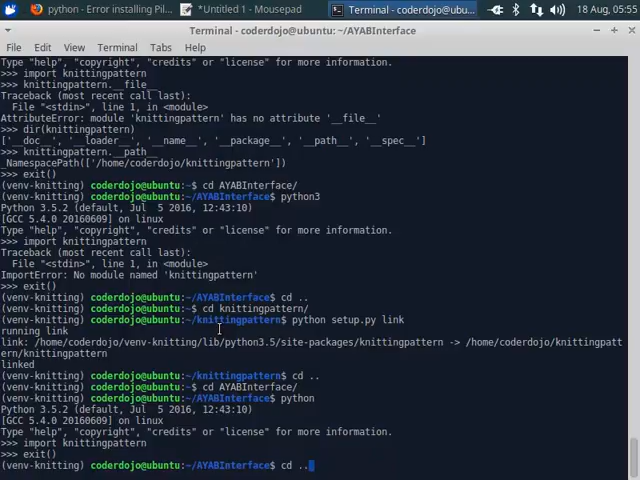 python - Error installing Pil... *Untitled 1 - Mousepad Terminal - coderdojo@ubu... 18 Aug, 05:55
Terminal - coderdojo@ubuntu: ~/AYABInterface
File Edit View Terminal Tabs Help
Type "help", "copyright", "credits" or "license" for more information.
>>> import knittingpattern
>>> knittingpattern.__file__
Traceback (most recent call last):
File "<stdin>", line 1, in <module>
AttributeError: module 'knittingpattern' has no attribute '__file__'
>>> dir(knittingpattern)
['__doc__', '__loader__', '__name__', '__package__', '__path__', '__spec__']
>>> knittingpattern.__path__
_NamespacePath(['/home/coderdojo/knittingpattern'])
>>> exit()
(venv-knitting) coderdojo@ubuntu:~$ cd AYABInterface/
(venv-knitting) coderdojo@ubuntu:~/AYABInterface$ python3
Python 3.5.2 (default, Jul  5 2016, 12:43:10)
[GCC 5.4.0 20160609] on linux
Type "help", "copyright", "credits" or "license" for more information.
>>> import knittingpattern
Traceback (most recent call last):
File "<stdin>", line 1, in <module>
ImportError: No module named 'knittingpattern'
>>> exit()
(venv-knitting) coderdojo@ubuntu:~/AYABInterface$ cd ..
(venv-knitting) coderdojo@ubuntu:~$ cd knittingpattern/
(venv-knitting) coderdojo@ubuntu:~/knittingpattern$ python setup.py link
running link
link: /home/coderdojo/venv-knitting/lib/python3.5/site-packages/knittingpattern -> /home/coderdojo/knittingpatt
ern/knittingpattern
linked
(venv-knitting) coderdojo@ubuntu:~/knittingpattern$ cd ..
(venv-knitting) coderdojo@ubuntu:~$ cd AYABInterface/
(venv-knitting) coderdojo@ubuntu:~/AYABInterface$ python
Python 3.5.2 (default, Jul  5 2016, 12:43:10)
[GCC 5.4.0 20160609] on linux
Type "help", "copyright", "credits" or "license" for more information.
>>> import knittingpattern
>>> exit()
(venv-knitting) coderdojo@ubuntu:~/AYABInterface$ cd ..